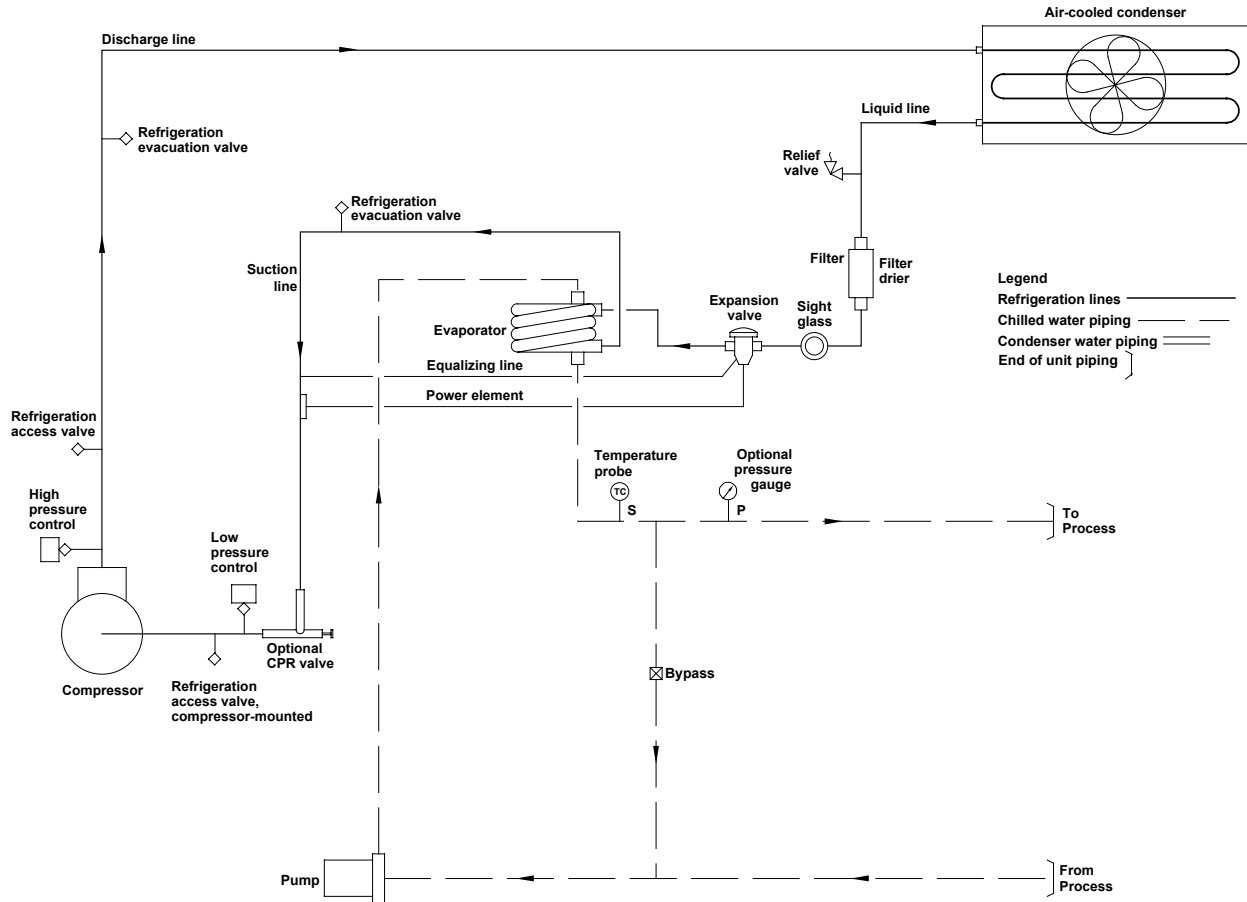 Air-cooled condenser
Discharge line
Liquid line
Refrigeration
evacuation valve
Relief
valve
Refrigeration
evacuation valve
Suction
line
Filter
Filter
drier
Legend
Refrigeration lines
Chilled water piping
Condenser water piping
End of unit piping
Expansion
valve
Sight
glass
Evaporator
Equalizing line
Power element
Refrigeration
access valve
High
pressure
control
Low
pressure
control
Temperature
probe
TC
S
Optional
pressure
gauge
P
To
Process
Optional
CPR valve
Compressor
Refrigeration
access valve,
compressor-mounted
Bypass
Pump
From
Process